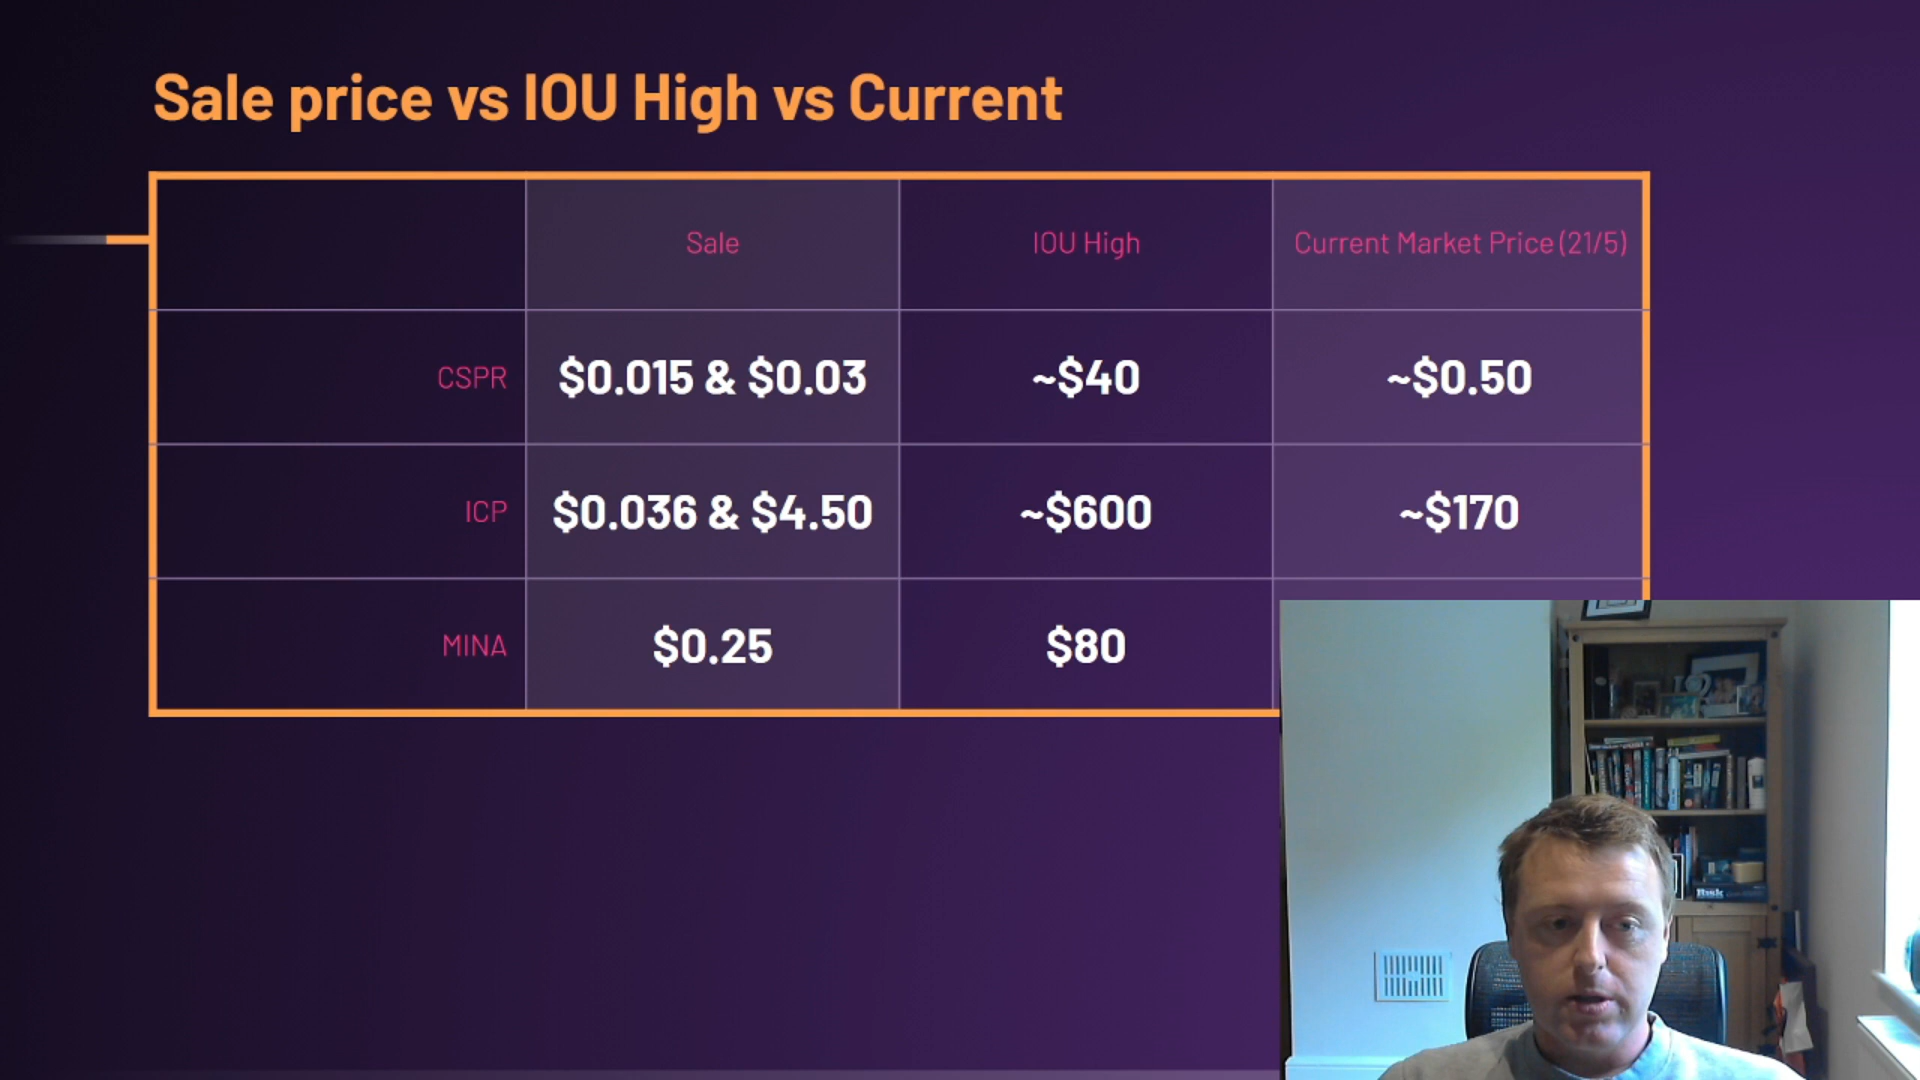 Sale price vs IOU High vs Current
Sale IOU High Current Market Price (21/5)
CSPR $0.015 & $0.03 ~$40 ~$0.50
ICP $0.036 & $4.50 ~$600 ~$170
MINA $0.25 $80
Risk